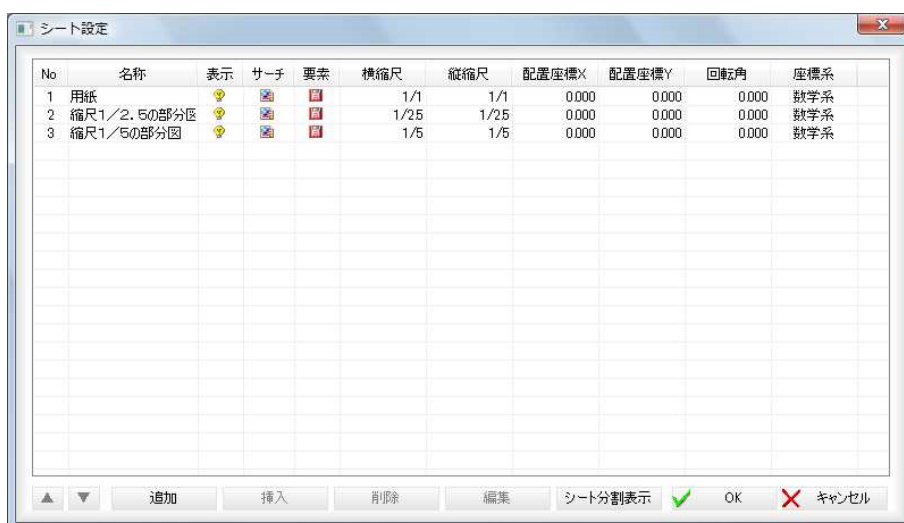 シート設定
No 名称 表示 サーチ 要素 横縮尺 縦縮尺 配置座標X 配置座標Y 回転角 座標系
1 用紙 1/1 1/1 0.000 0.000 0.000 数学系
2 縮尺1／2.5の部分区 1/2.5 1/2.5 0.000 0.000 0.000 数学系
3 縮尺1／5の部分図 1/5 1/5 0.000 0.000 0.000 数学系
追加 挿入 削除 編集 シート分割表示 OK キャンセル